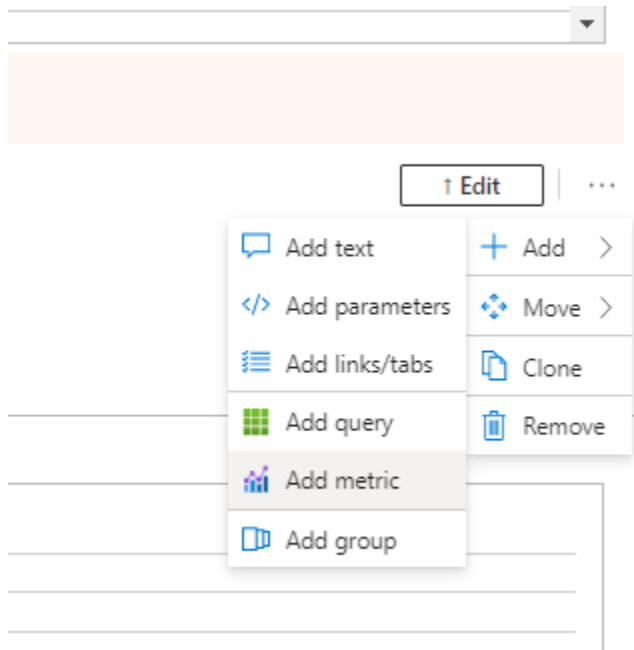 ↑ Edit
Add text
Add parameters
Add links/tabs
Add query
Add metric
Add group
Add
Move
Clone
Remove